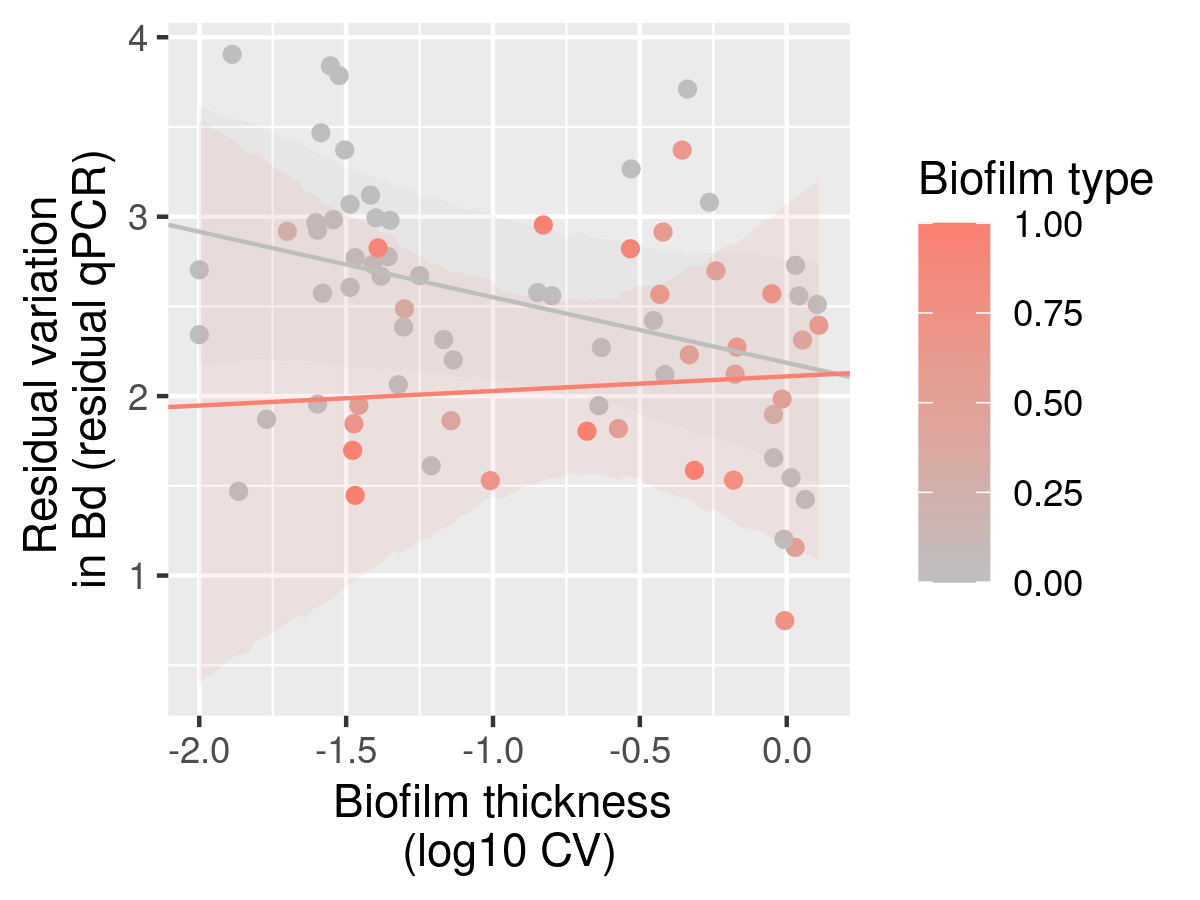 Residual variation
in Bd (residual qPCR)
4
3
2
1
-2.0
-1.5
-1.0
-0.5
0.0
Biofilm thickness
(log10 CV)
Biofilm type
1.00
0.75
0.50
0.25
0.00